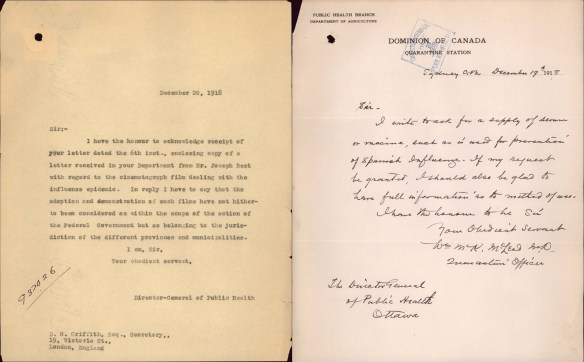 December 20, 1918
Sir:-
I have the honour to acknowledge receipt of
your letter dated the 6th inst., enclosing copy of a
letter received in your Department from Mr. Joseph Best
with regard to the cinematograph film dealing with the
influenza epidemic. In reply I have to say that the
adoption and demonstration of such films have not hither-
to been considered as within the scope of the action of
the Federal Government but as belonging to the juris-
diction of the different provinces and municipalities.
I am, Sir,
Your obedient servant,
937026
Director-General of Public Health
Griffith, Esq., Secretary,,
19, Victoria St.,
London, England
PUBLIC HEALTH BRANCH
DEPARTMENT OF AGRICULTURE
DOMINION OF CANADA
QUARANTINE STATION
Sydney C.B. December 17th 1918
Sir-
I write to ask for a supply of serum
or vaccine, such as is used for prevention
of Spanish Influenza. If my request
be granted, I should also be glad to
have full information as to method of use.
I have the honour to be Sir
Your Obedient Servant
Wm McK. McLeod M.D.
Quarantine Officer
The Director General
of Public Health
Ottawa